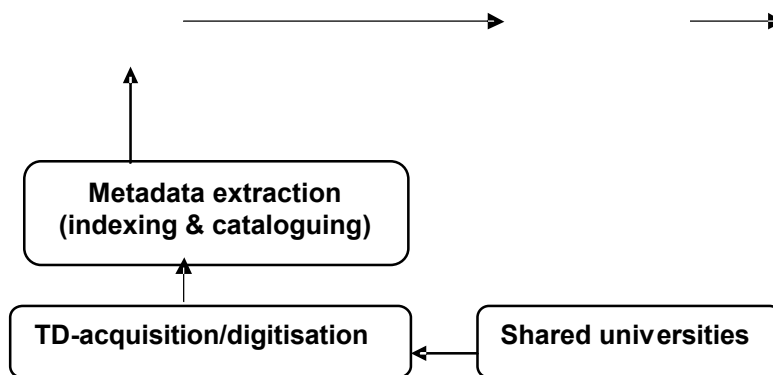 Metadata extraction
(indexing & cataloguing)
TD-acquisition/digitisation
Shared universities